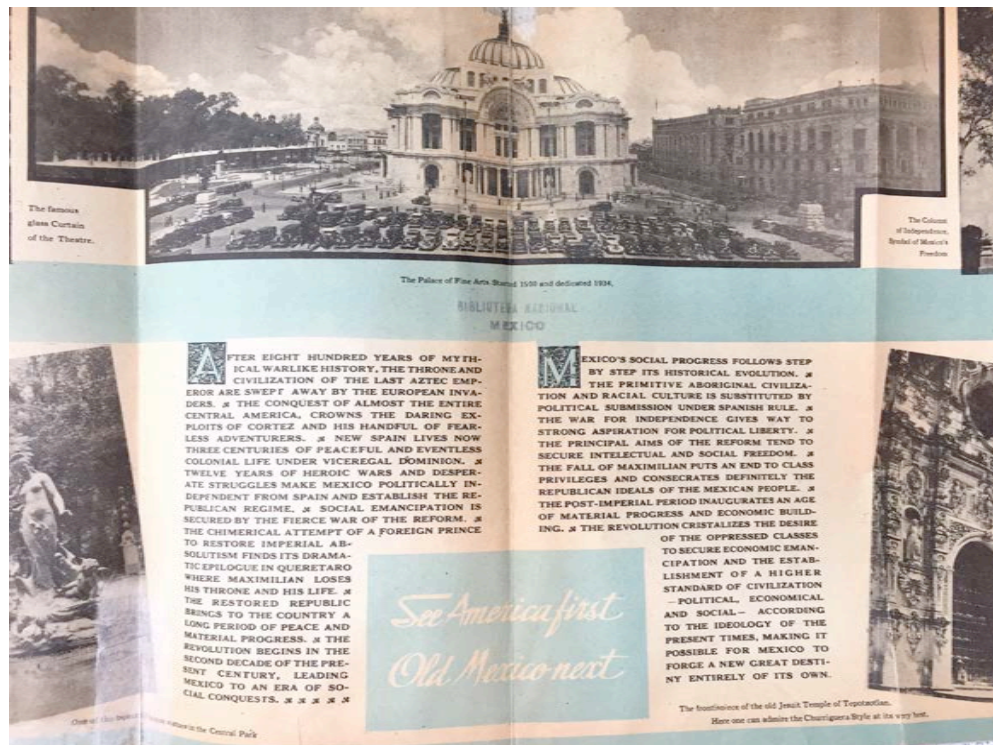 The famous
glass Curtain
of the Theatre.
The Column
of Independence,
Symbol of Mexico's
Freedom
The Palace of Fine Arts. Started 1900 and dedicated 1934.
BIBLIOTECA NACIONAL
MEXICO
AFTER EIGHT HUNDRED YEARS OF MYTH-
ICAL WARLIKE HISTORY, THE THRONE AND
CIVILIZATION OF THE LAST AZTEC EMP-
EROR ARE SWEPT AWAY BY THE EUROPEAN INVA-
DERS. THE CONQUEST OF ALMOST THE ENTIRE
CENTRAL AMERICA, CROWNS THE DARING EX-
PLOITS OF CORTEZ AND HIS HANDFUL OF FEAR-
LESS ADVENTURERS. NEW SPAIN LIVES NOW
THREE CENTURIES OF PEACEFUL AND EVENTLESS
COLONIAL LIFE UNDER VICEREGAL DOMINION.
TWELVE YEARS OF HEROIC WARS AND DESPER-
ATE STRUGGLES MAKE MEXICO POLITICALLY IN-
DEPENDENT FROM SPAIN AND ESTABLISH THE RE-
PUBLICAN REGIME. SOCIAL EMANCIPATION IS
SECURED BY THE FIERCE WAR OF THE REFORM.
THE CHIMERICAL ATTEMPT OF A FOREIGN PRINCE
TO RESTORE IMPERIAL AB-
SOLUTISM FINDS ITS DRAMA-
TIC EPILOGUE IN QUERETARO
WHERE MAXIMILIAN LOSES
HIS THRONE AND HIS LIFE.
THE RESTORED REPUBLIC
BRINGS TO THE COUNTRY A
LONG PERIOD OF PEACE AND
MATERIAL PROGRESS. THE
REVOLUTION BEGINS IN THE
SECOND DECADE OF THE PRE-
SENT CENTURY, LEADING
MEXICO TO AN ERA OF SO-
CIAL CONQUESTS.
MEXICO'S SOCIAL PROGRESS FOLLOWS STEP
BY STEP ITS HISTORICAL EVOLUTION.
THE PRIMITIVE ABORIGINAL CIVILIZA-
TION AND RACIAL CULTURE IS SUBSTITUTED BY
POLITICAL SUBMISSION UNDER SPANISH RULE.
THE WAR FOR INDEPENDENCE GIVES WAY TO
STRONG ASPIRATION FOR POLITICAL LIBERTY.
THE PRINCIPAL AIMS OF THE REFORM TEND TO
SECURE INTELECTUAL AND SOCIAL FREEDOM.
THE FALL OF MAXIMILIAN PUTS AN END TO CLASS
PRIVILEGES AND CONSECRATES DEFINITELY THE
REPUBLICAN IDEALS OF THE MEXICAN PEOPLE.
THE POST-IMPERIAL PERIOD INAUGURATES AN AGE
OF MATERIAL PROGRESS AND ECONOMIC BUILD-
ING. THE REVOLUTION CRISTALIZES THE DESIRE
OF THE OPPRESSED CLASSES
TO SECURE ECONOMIC EMAN-
CIPATION AND THE ESTAB-
LISHMENT OF A HIGHER
STANDARD OF CIVILIZATION
—POLITICAL, ECONOMICAL
AND SOCIAL— ACCORDING
TO THE IDEOLOGY OF THE
PRESENT TIMES, MAKING IT
POSSIBLE FOR MEXICO TO
FORGE A NEW GREAT DESTI-
NY ENTIRELY OF ITS OWN.
See America first
Old Mexico next
One of the in the Central Park
The frontispiece of the old Jesuit Temple of Tepotzotlan.
Here one can admire the Churriguera Style at its very best.